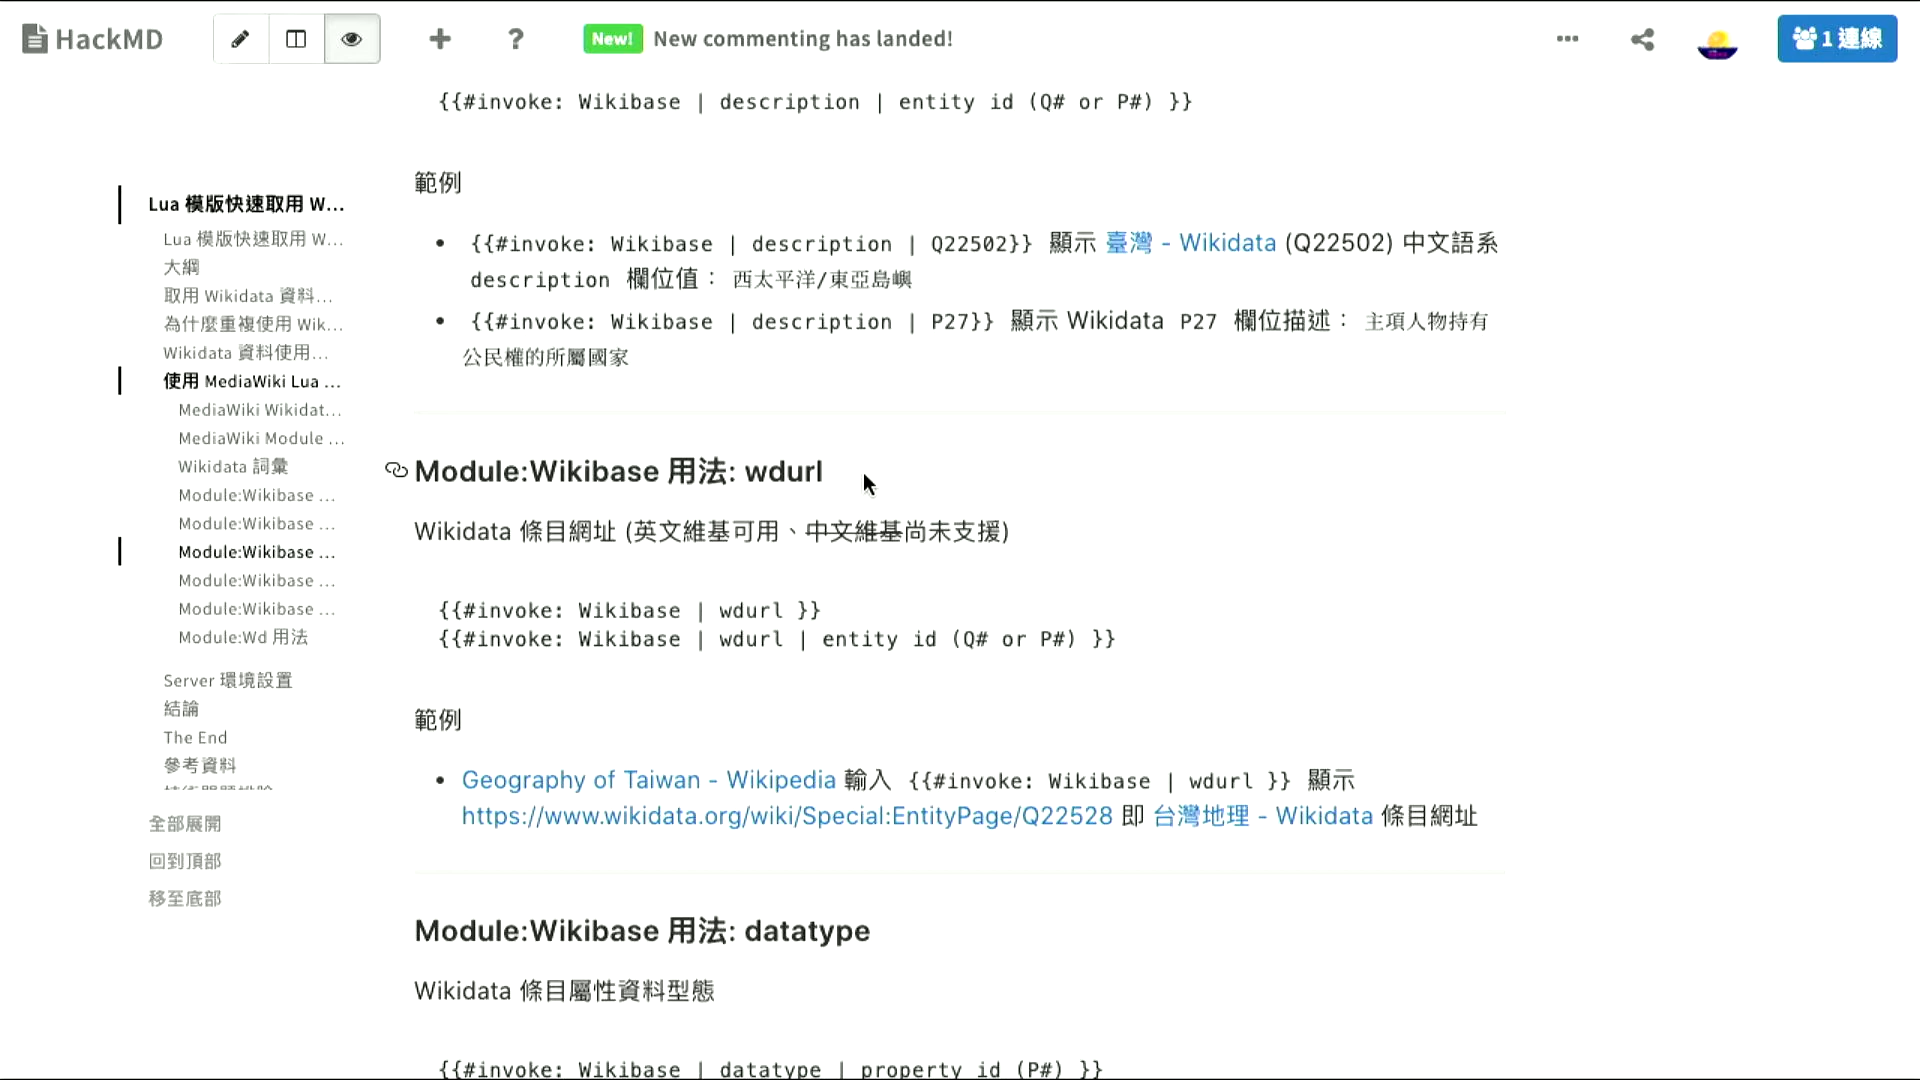 HackMD
New! New commenting has landed!
1 連線
{{#invoke: Wikibase | description | entity id (Q# or P#) }}
範例
{{#invoke: Wikibase | description | Q22502}} 顯示 臺灣 - Wikidata (Q22502) 中文語系
description 欄位值： 西太平洋/東亞島嶼
{{#invoke: Wikibase | description | P27}} 顯示 Wikidata P27 欄位描述： 主項人物持有
公民權的所屬國家
Module:Wikibase 用法: wdurl
Wikidata 條目網址 (英文維基可用、中文維基尚未支援)
{{#invoke: Wikibase | wdurl }}
{{#invoke: Wikibase | wdurl | entity id (Q# or P#) }}
範例
Geography of Taiwan - Wikipedia 輸入 {{#invoke: Wikibase | wdurl }} 顯示
https://www.wikidata.org/wiki/Special:EntityPage/Q22528 即 台灣地理 - Wikidata 條目網址
Module:Wikibase 用法: datatype
Wikidata 條目屬性資料型態
{{#invoke: Wikibase | datatype | property id (P#) }}
Lua 模版快速取用 W...
Lua 模版快速取用 W...
大綱
取用 Wikidata 資料...
為什麼重複使用 Wik...
Wikidata 資料使用...
使用 MediaWiki Lua ...
MediaWiki Wikidat...
MediaWiki Module ...
Wikidata 詞彙
Module:Wikibase ...
Module:Wikibase ...
Module:Wikibase ...
Module:Wikibase ...
Module:Wikibase ...
Module:Wd 用法
Server 環境設置
結論
The End
參考資料
全部展開
回到頂部
移至底部